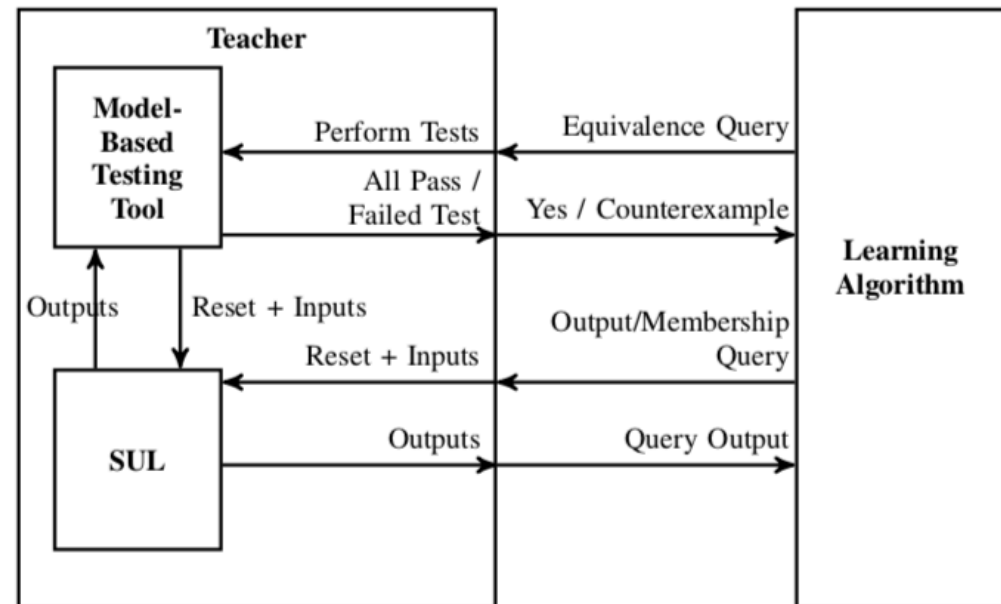 Teacher
Model-
Based
Testing
Tool
Perform Tests
Equivalence Query
All Pass /
Failed Test
Yes / Counterexample
Learning
Algorithm
Outputs
Reset + Inputs
Output/Membership
Query
Reset + Inputs
SUL
Outputs
Query Output